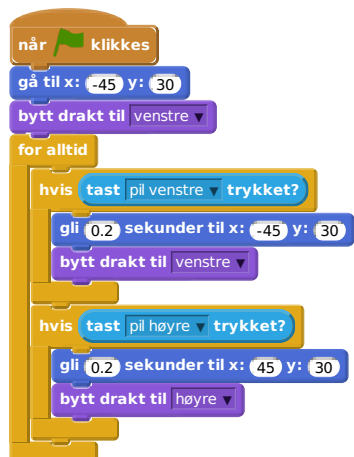 når klikkes
gå til x: -45 y: 30
bytt drakt til venstre
for alltid
hvis tast pil venstre trykket?
gli 0.2 sekunder til x: -45 y: 30
bytt drakt til venstre
hvis tast pil høyre trykket?
gli 0.2 sekunder til x: 45 y: 30
bytt drakt til høyre